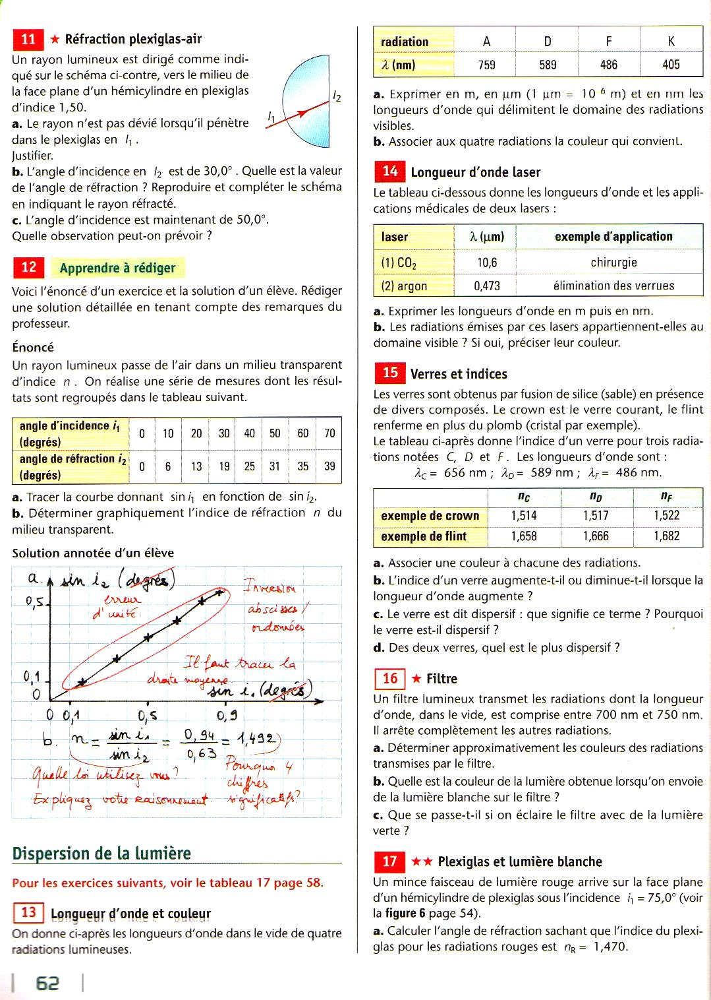 11 ★ Réfraction plexiglas-air
Un rayon lumineux est dirigé comme indi-
qué sur le schéma ci-contre, vers le milieu de
la face plane d'un hémicylindre en plexiglas
d'indice 1,50.
a. Le rayon n'est pas dévié lorsqu'il pénètre
dans le plexiglas en I1 .
Justifier.
I1
I2
b. L'angle d'incidence en I2 est de 30,0° . Quelle est la valeur
de l'angle de réfraction ? Reproduire et compléter le schéma
en indiquant le rayon réfracté.
c. L'angle d'incidence est maintenant de 50,0°.
Quelle observation peut-on prévoir ?
12 Apprendre à rédiger
Voici l'énoncé d'un exercice et la solution d'un élève. Rédiger
une solution détaillée en tenant compte des remarques du
professeur.
Énoncé
Un rayon lumineux passe de l'air dans un milieu transparent
d'indice n . On réalise une série de mesures dont les résul-
tats sont regroupés dans le tableau suivant.
angle d'incidence i1 (degrés) 0 10 20 30 40 50 60 70
angle de réfraction i2 (degrés) 0 6 13 19 25 31 35 39
a. Tracer la courbe donnant sin i1 en fonction de sin i2.
b. Déterminer graphiquement l'indice de réfraction n du
milieu transparent.
Solution annotée d'un élève
a. sin i2 (degrés)
0,5
erreur
d'unité
Inversion
abscisses /
ordonnées
Il faut tracer la
droite moyenne
0,1
0
sin i1 (degrés)
0 0,1 0,5 0,9
b. n = sin i1 / sin i2 = 0,94 / 0,63 = 1,492
Quelle loi utilisez vous ?
Expliquez votre raisonnement
Pourquoi 4
chiffres
significatifs ?
Dispersion de la lumière
Pour les exercices suivants, voir le tableau 17 page 58.
13 Longueur d'onde et couleur
On donne ci-après les longueurs d'onde dans le vide de quatre
radiations lumineuses.
62
radiation A D F K
λ (nm) 759 589 486 405
a. Exprimer en m, en µm (1 µm = 10 6 m) et en nm les
longueurs d'onde qui délimitent le domaine des radiations
visibles.
b. Associer aux quatre radiations la couleur qui convient.
14 Longueur d'onde laser
Le tableau ci-dessous donne les longueurs d'onde et les appli-
cations médicales de deux lasers :
laser λ (µm) exemple d'application
(1) CO2 10,6 chirurgie
(2) argon 0,473 élimination des verrues
a. Exprimer les longueurs d'onde en m puis en nm.
b. Les radiations émises par ces lasers appartiennent-elles au
domaine visible ? Si oui, préciser leur couleur.
15 Verres et indices
Les verres sont obtenus par fusion de silice (sable) en présence
de divers composés. Le crown est le verre courant, le flint
renferme en plus du plomb (cristal par exemple).
Le tableau ci-après donne l'indice d'un verre pour trois radia-
tions notées C, D et F. Les longueurs d'onde sont :
λC = 656 nm ; λD = 589 nm ; λF = 486 nm.
nC nD nF
exemple de crown 1,514 1,517 1,522
exemple de flint 1,658 1,666 1,682
a. Associer une couleur à chacune des radiations.
b. L'indice d'un verre augmente-t-il ou diminue-t-il lorsque la
longueur d'onde augmente ?
c. Le verre est dit dispersif : que signifie ce terme ? Pourquoi
le verre est-il dispersif ?
d. Des deux verres, quel est le plus dispersif ?
16 ★ Filtre
Un filtre lumineux transmet les radiations dont la longueur
d'onde, dans le vide, est comprise entre 700 nm et 750 nm.
Il arrête complètement les autres radiations.
a. Déterminer approximativement les couleurs des radiations
transmises par le filtre.
b. Quelle est la couleur de la lumière obtenue lorsqu'on envoie
de la lumière blanche sur le filtre ?
c. Que se passe-t-il si on éclaire le filtre avec de la lumière
verte ?
17 ★★ Plexiglas et lumière blanche
Un mince faisceau de lumière rouge arrive sur la face plane
d'un hémicylindre de plexiglas sous l'incidence i1 = 75,0° (voir
la figure 6 page 54).
a. Calculer l'angle de réfraction sachant que l'indice du plexi-
glas pour les radiations rouges est nR = 1,470.